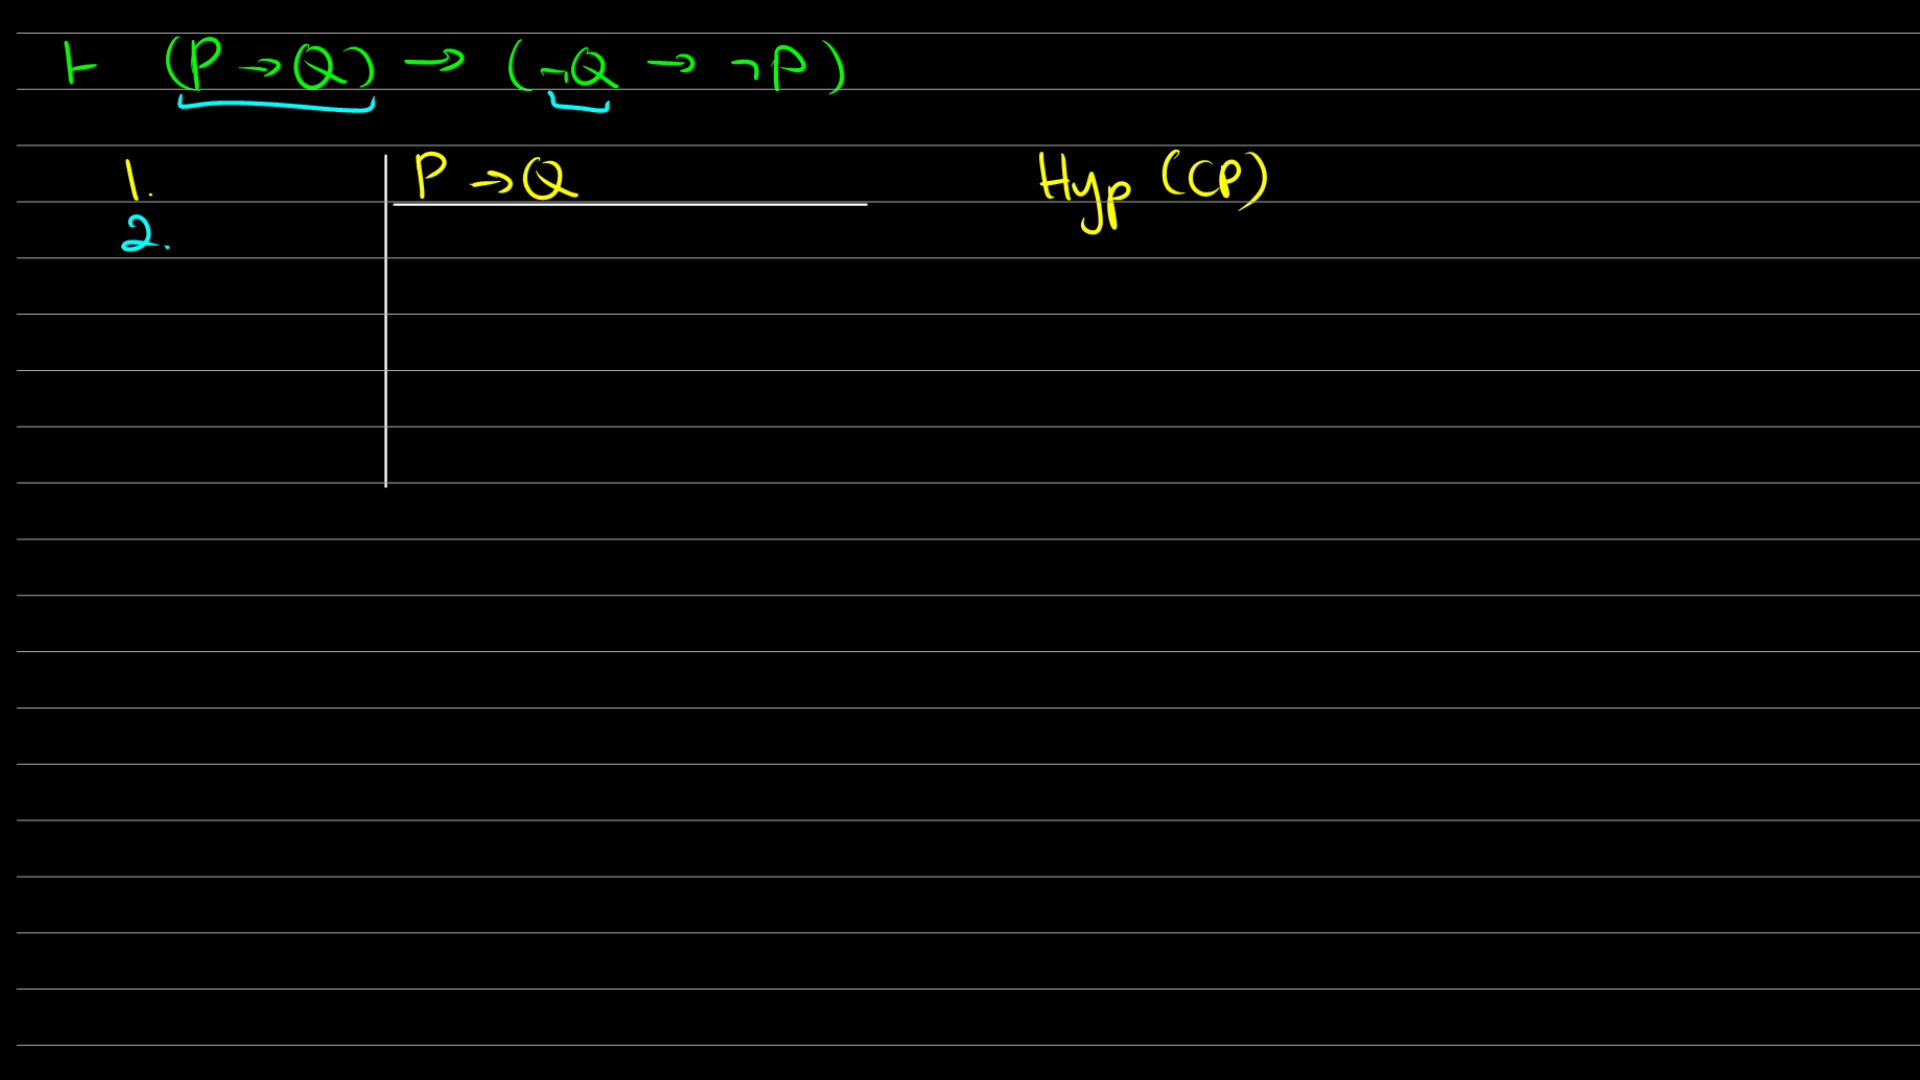 ⊢ (P → Q) → (¬Q → ¬P)
1. P → Q Hyp (CP)
2.